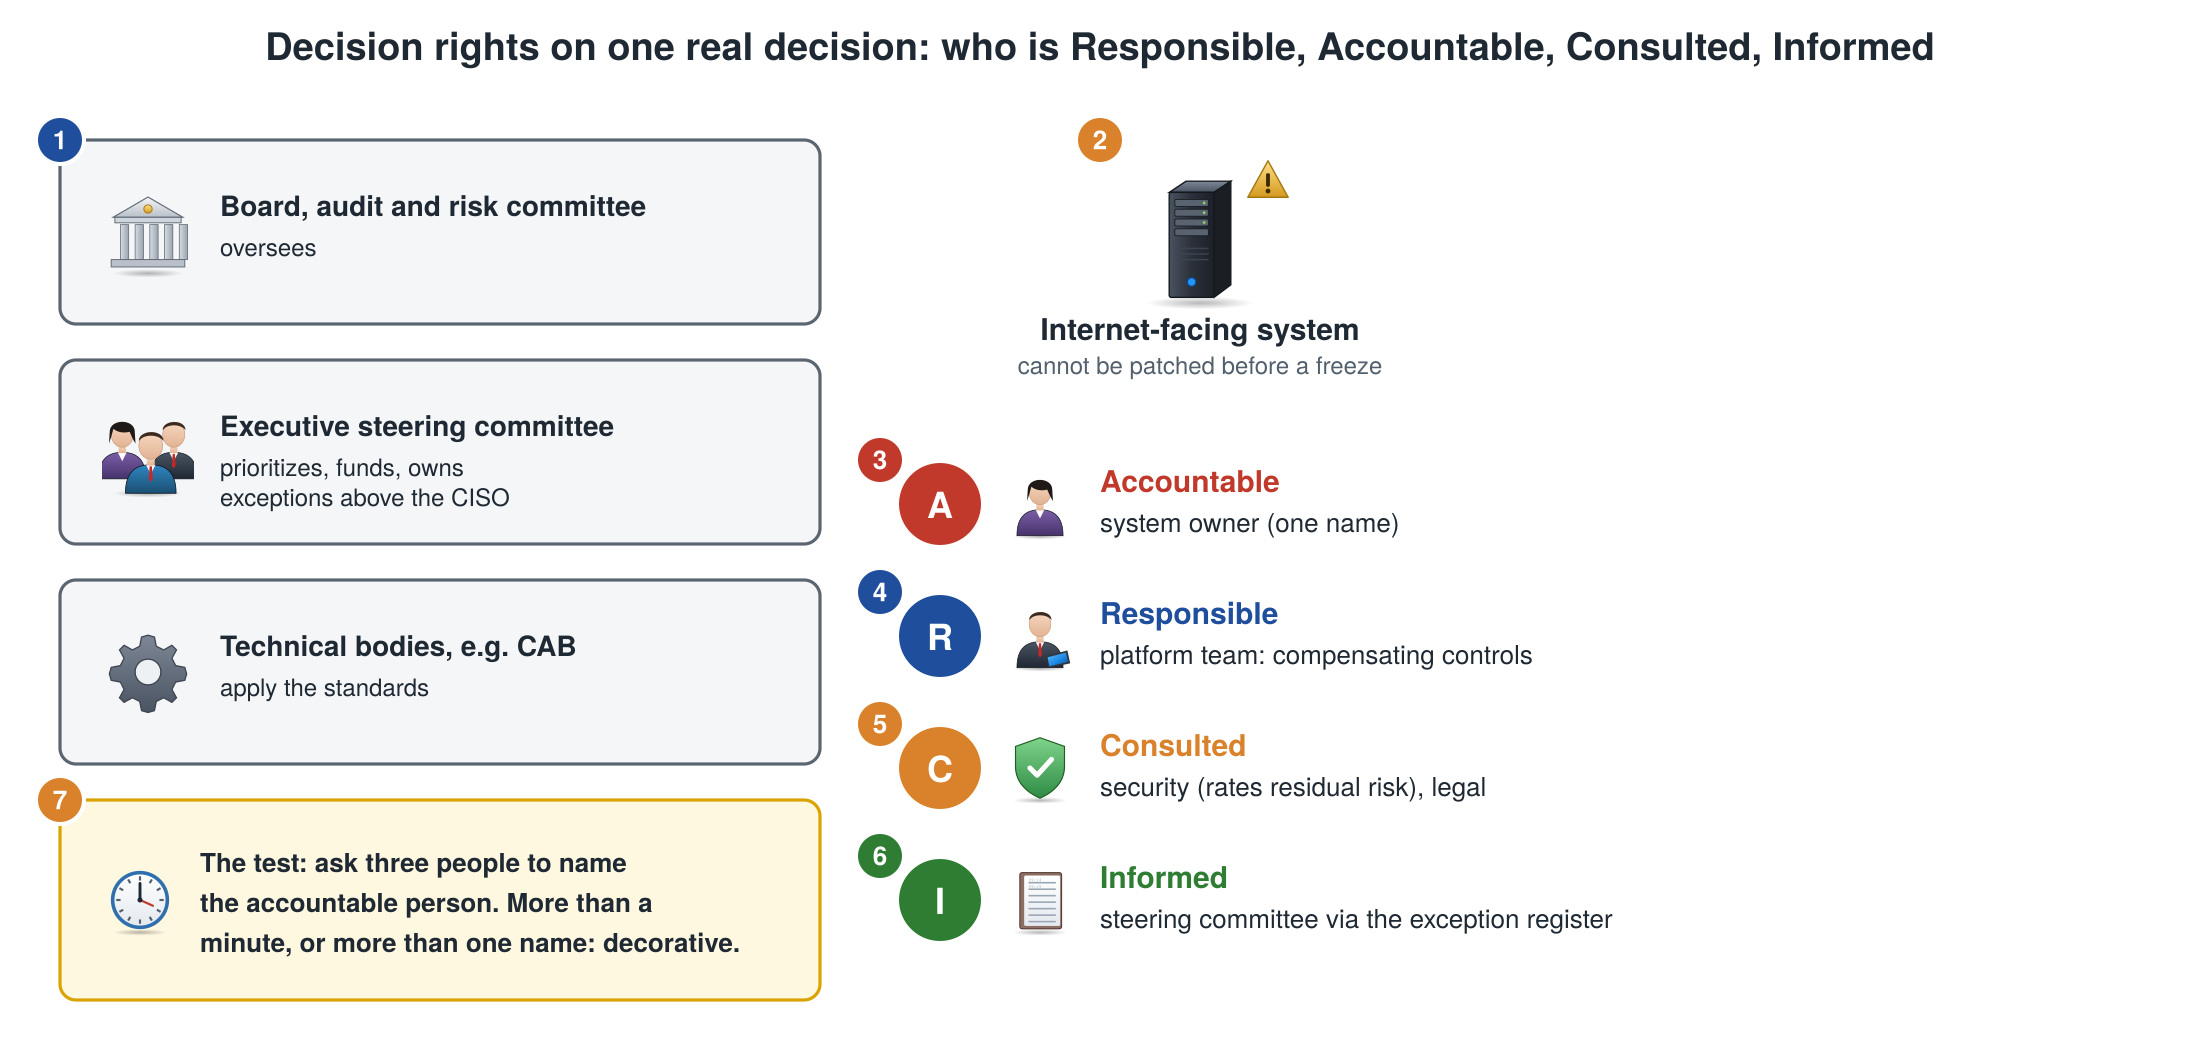 Decision rights on one real decision: who is Responsible, Accountable, Consulted, Informed
1
Board, audit and risk committee
oversees
Executive steering committee
prioritizes, funds, owns
exceptions above the CISO
Technical bodies, e.g. CAB
apply the standards
2
Internet-facing system
cannot be patched before a freeze
3
A
Accountable
system owner (one name)
4
R
Responsible
platform team: compensating controls
5
C
Consulted
security (rates residual risk), legal
6
I
Informed
steering committee via the exception register
7
The test: ask three people to name
the accountable person. More than a
minute, or more than one name: decorative.